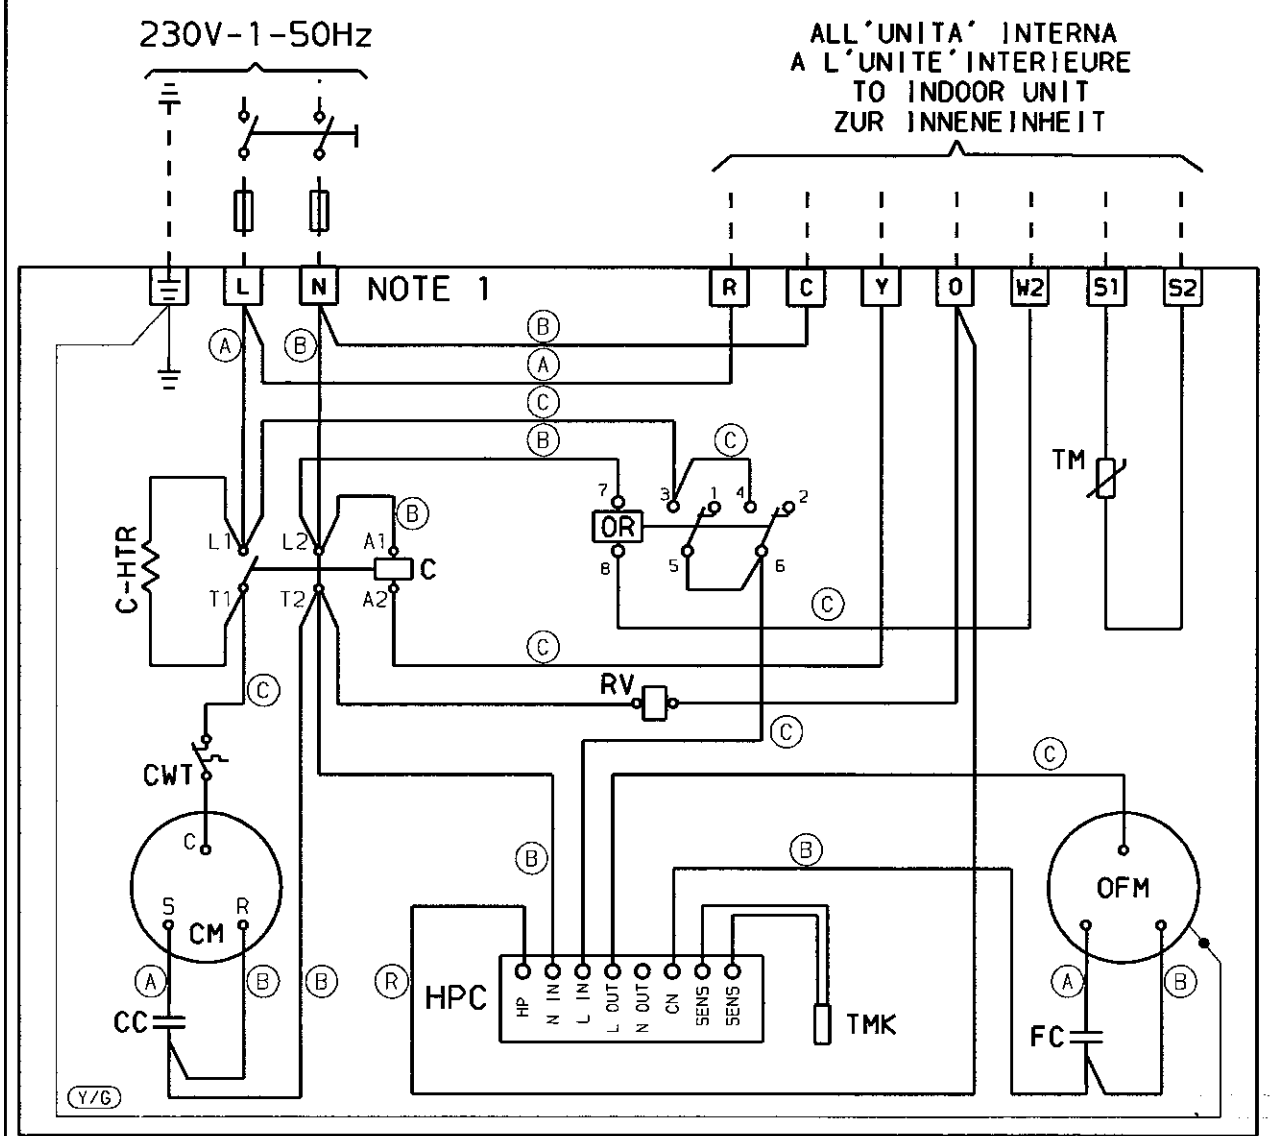 230V-1-50Hz
ALL'UNITA' INTERNA
A L'UNITE' INTERIEURE
TO INDOOR UNIT
ZUR INNENEINHEIT
L
N
NOTE 1
R
C
Y
O
W2
S1
S2
A
B
B
A
C
B
C
TM
7
3
1
4
2
OR
8
5
6
B
C-HTR
L1
L2
A1
C
T1
T2
A2
C
C
C
RV
C
C
CWT
C
B
B
S
R
CM
OFM
A
B
B
R
HPC
HP
N IN
L IN
L OUT
N OUT
CN
SENS
SENS
TMK
A
B
CC
FC
Y/G